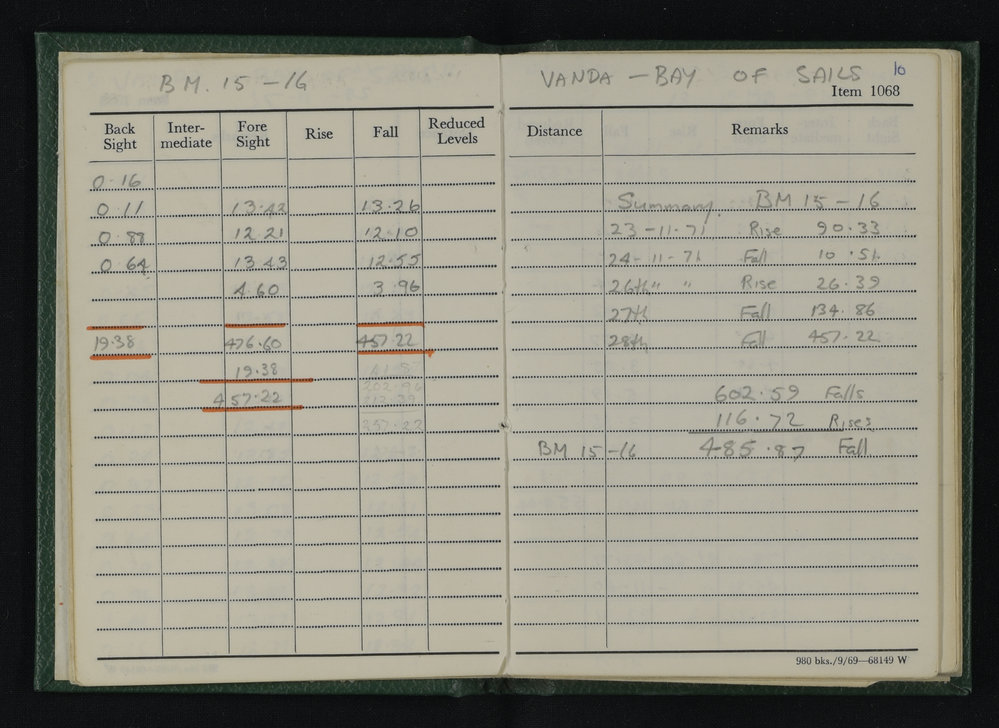 BM. 15 - 16
Back Sight Inter-mediate Fore Sight Rise Fall Reduced Levels
0.16
0.11 13.42 13.26
0.88 12.21 12.10
0.64 13.43 12.55
4.60 3.96
19.38 476.60 457.22
19.38
457.22
VANDA - BAY OF SAILS 10
Item 1068
Distance Remarks
Summary. BM 15 - 16
23-11-71 Rise 90.33
24-11-71 Fall 10.51
26th " " Rise 26.39
27th Fall 134.86
28th Fall 457.22
602.59 Falls
116.72 Rises
BM 15-16 485.87 Fall
980 bks./9/69—68149 W